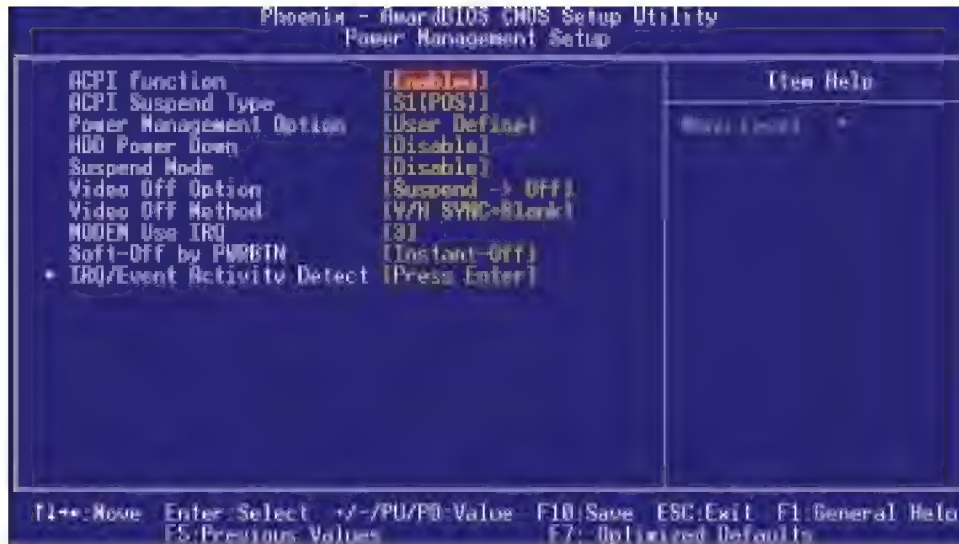 Phoenix - AwardBIOS CMOS Setup Utility
Power Management Setup
ACPI function [Enabled]
ACPI Suspend Type [S1(POS)]
Power Management Option [User Define]
HDD Power Down [Disable]
Suspend Mode [Disable]
Video Off Option [Suspend -> Off]
Video Off Method [V/H SYNC+Blank]
MODEM Use IRQ [3]
Soft-Off by PWRBTN [Instant-Off]
IRQ/Event Activity Detect [Press Enter]
Item Help
Menu Level
↑↓→←:Move Enter:Select +/-/PU/PD:Value F10:Save ESC:Exit F1:General Help
F5:Previous Values F7: Optimized Defaults